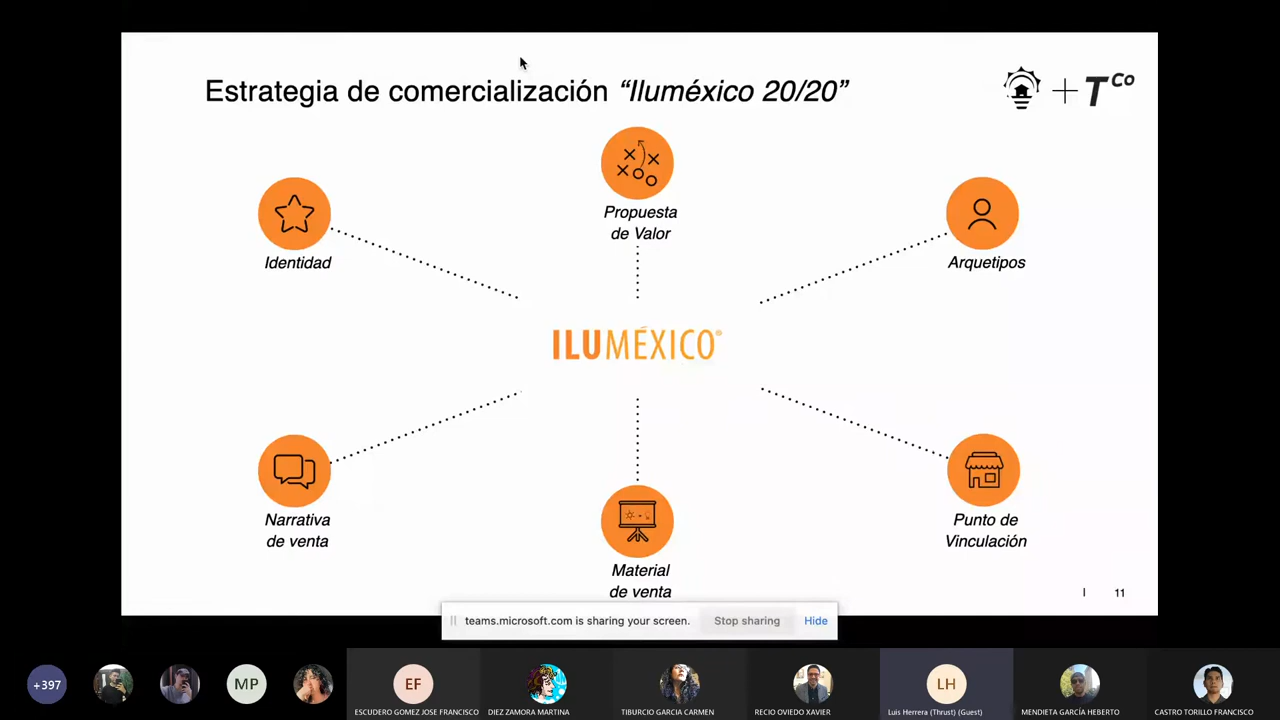 Estrategia de comercialización “Iluméxico 20/20”
+ T Co
Propuesta
de Valor
Identidad
Arquetipos
ILUMÉXICO®
Narrativa
de venta
Punto de
Vinculación
Material
de venta
| 11
teams.microsoft.com is sharing your screen. Stop sharing Hide
+397
MP
EF
LH
ESCUDERO GOMEZ JOSE FRANCISCO
DIEZ ZAMORA MARTINA
TIBURCIO GARCIA CARMEN
RECIO OVIEDO XAVIER
Luis Herrera (Thrust) (Guest)
MENDIETA GARCÍA HEBERTO
CASTRO TORILLO FRANCISCO